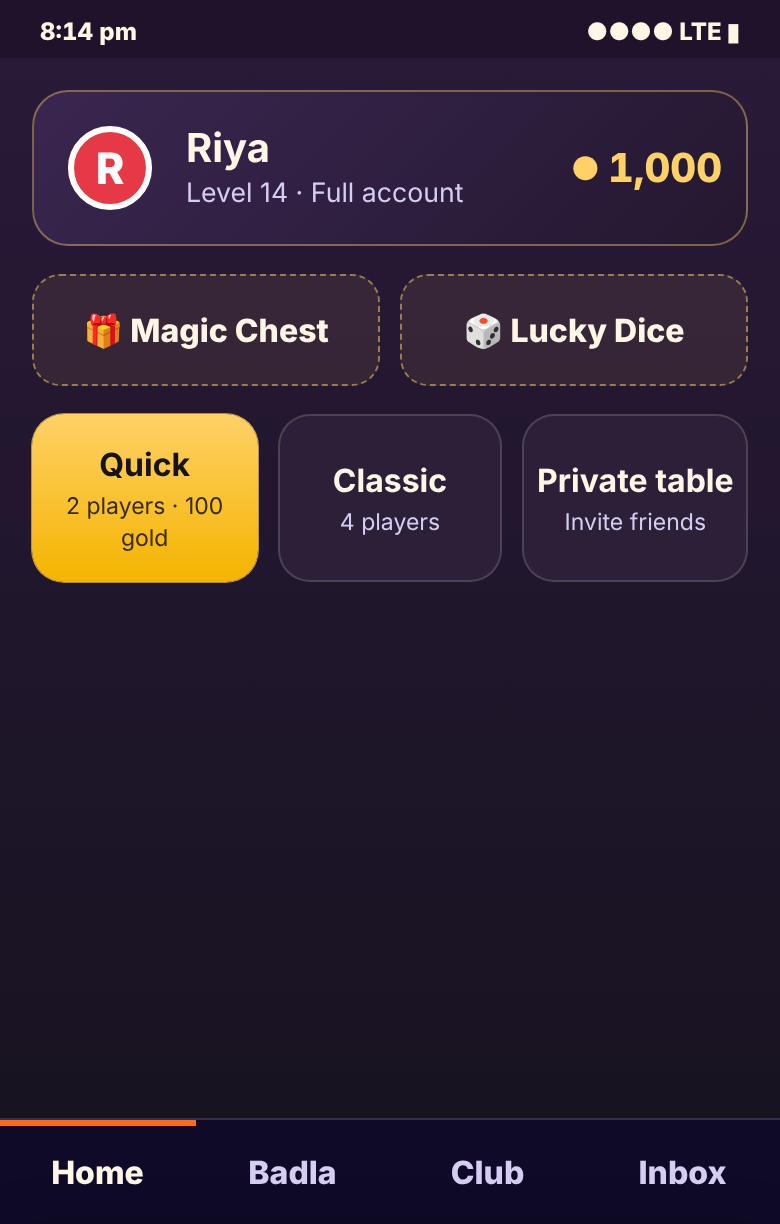 8:14 pm
LTE
R
Riya
Level 14 · Full account
1,000
🎁 Magic Chest
🎲 Lucky Dice
Quick
2 players · 100
gold
Classic
4 players
Private table
Invite friends
Home
Badla
Club
Inbox